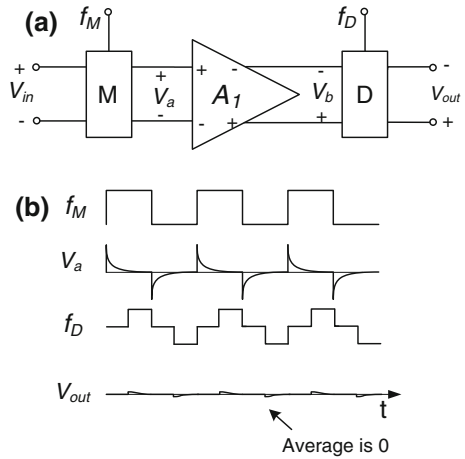 (a)
f_M
f_D
+
V_in
-
M
+
V_a
-
+
-
A_1
-
+
-
V_b
+
D
-
V_out
+
(b)
f_M
V_a
f_D
V_out
t
Average is 0